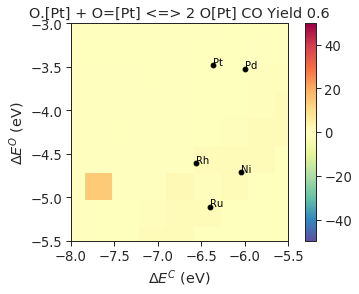 O.[Pt] + O=[Pt] <=> 2 O[Pt] CO Yield 0.6
−3.0
−3.5
−4.0
−4.5
−5.0
−5.5
ΔE^O (eV)
Pt
Pd
Rh
Ni
Ru
−8.0 −7.5 −7.0 −6.5 −6.0 −5.5
ΔE^C (eV)
40
20
0
−20
−40